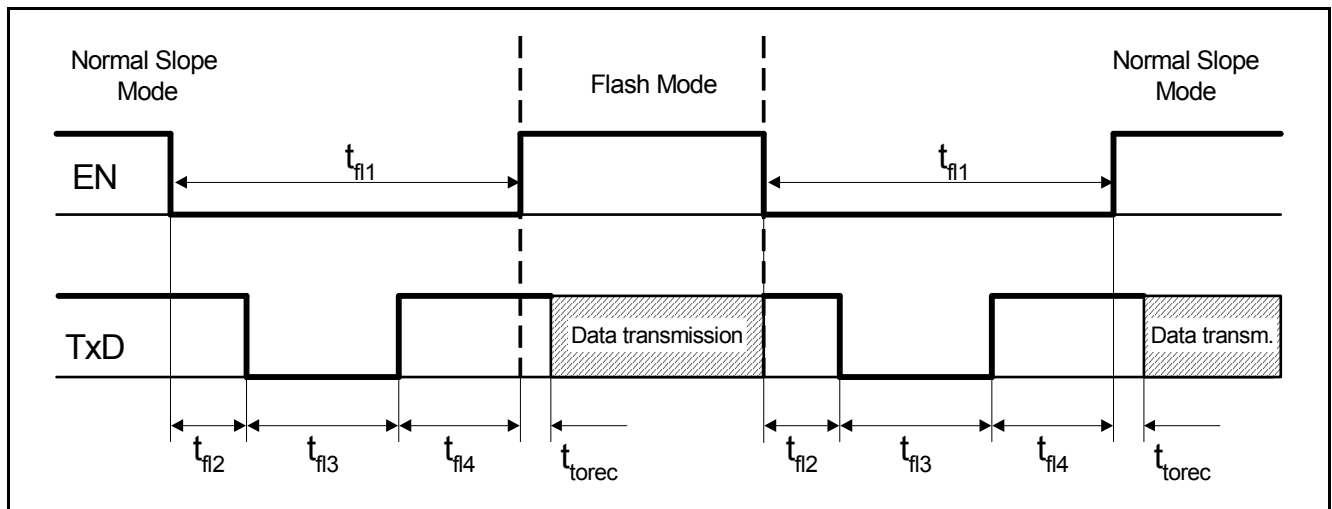 Normal Slope
Mode
Flash Mode
Normal Slope
Mode
EN
t_fl1
t_fl1
TxD
Data transmission
Data transm.
t_fl2
t_fl3
t_fl4
t_torec
t_fl2
t_fl3
t_fl4
t_torec